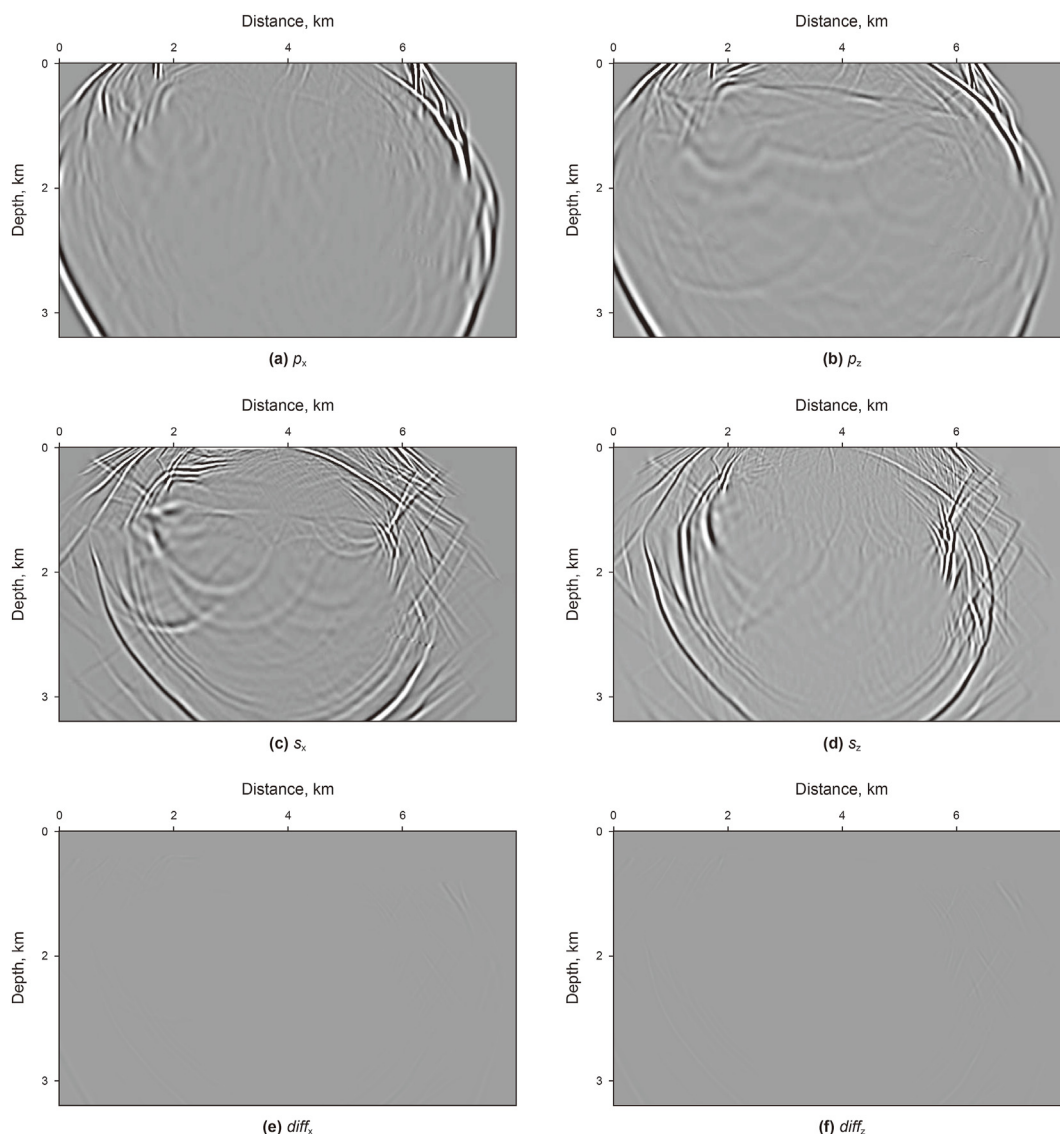 Distance, km
Distance, km
0 2 4 6
0 2 4 6
0
0
Depth, km
Depth, km
2
2
3
3
(a) pₓ
(b) p_z
Distance, km
Distance, km
0 2 4 6
0 2 4 6
0
0
Depth, km
Depth, km
2
2
3
3
(c) sₓ
(d) s_z
Distance, km
Distance, km
0 2 4 6
0 2 4 6
0
0
Depth, km
Depth, km
2
2
3
3
(e) diffₓ
(f) diff_z